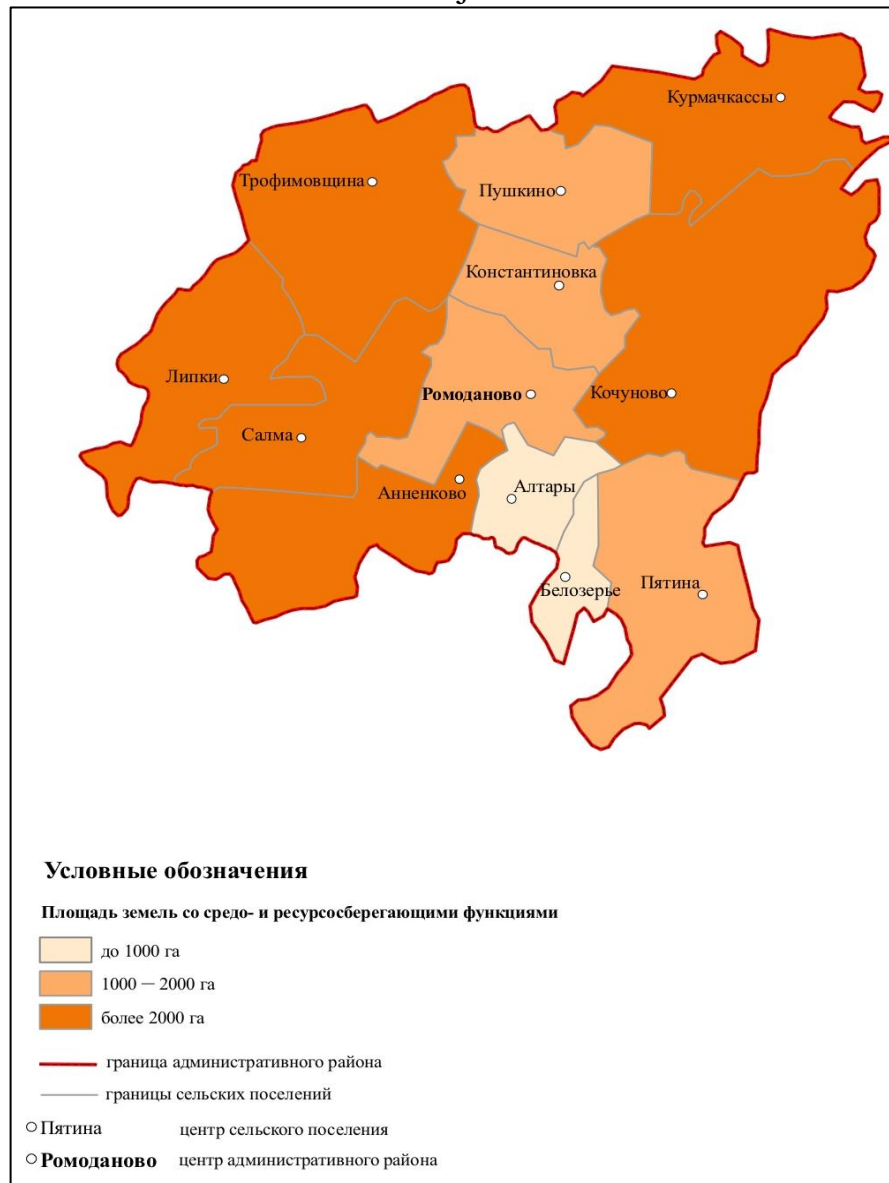 Курмачкассы
Трофимовщина
Пушкино
Константиновка
Липки
Ромоданово
Кочуново
Салма
Анненково
Алтары
Белозерье
Пятина
Условные обозначения
Площадь земель со средо- и ресурсосберегающими функциями
до 1000 га
1000 — 2000 га
более 2000 га
граница административного района
границы сельских поселений
Пятина центр сельского поселения
Ромоданово центр административного района